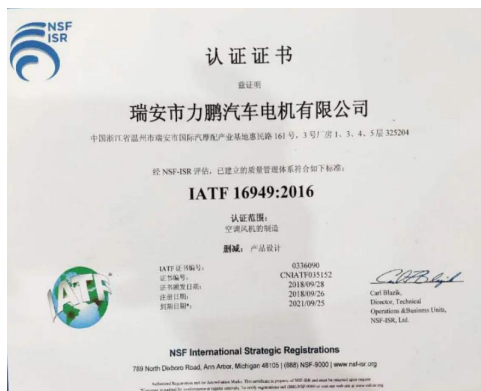 NSF
ISR
认证证书
兹证明
瑞安市力鹏汽车电机有限公司
中国浙江省温州市瑞安市国际汽摩配产业基地惠民路 161 号，3 号厂房 1、3、4、5 层 325204
经 NSF-ISR 评估，已建立的质量管理体系符合如下标准：
IATF 16949:2016
认证范围：
空调风机的制造
删减： 产品设计
IATF 证书编号： 0336090
证书编号： CNIATF035152
证书颁发日期： 2018/09/28
注册日期： 2018/09/26
到期日期*： 2021/09/25
IATF
Carl Blazik,
Director, Technical
Operations & Business Units,
NSF-ISR, Ltd.
NSF International Strategic Registrations
789 North Dixboro Road, Ann Arbor, Michigan 48105 | (888) NSF-9000 | www.nsf-isr.org